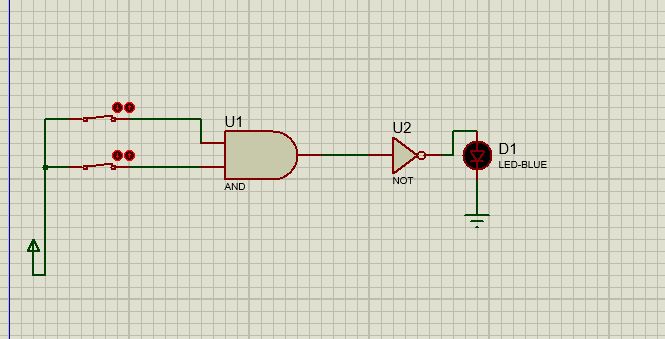 U1
AND
U2
NOT
D1
LED-BLUE